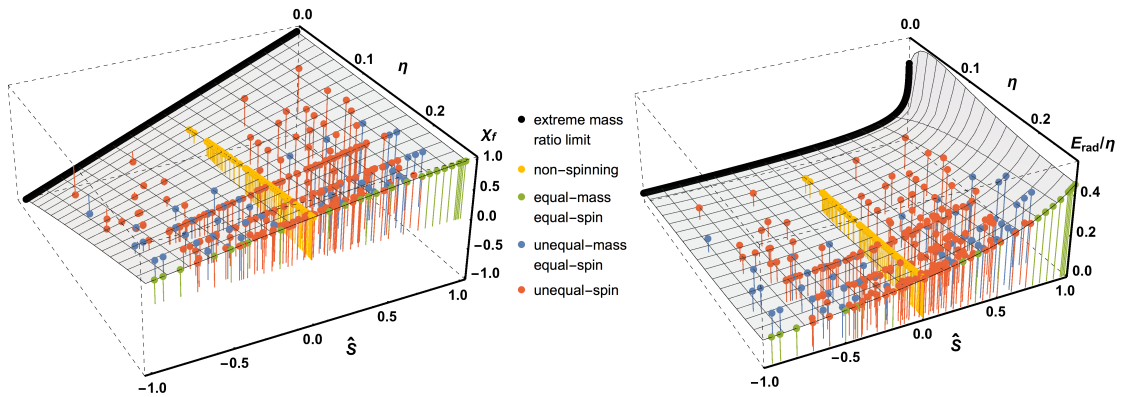 0.0
0.1
η
0.2
χf
1.0
0.5
0.0
−0.5
−1.0
1.0
0.5
0.0
Ŝ
−0.5
−1.0
extreme mass
ratio limit
non−spinning
equal−mass
equal−spin
unequal−mass
equal−spin
unequal−spin
0.0
0.1
η
0.2
Erad/η
0.4
0.2
0.0
1.0
0.5
0.0
Ŝ
−0.5
−1.0